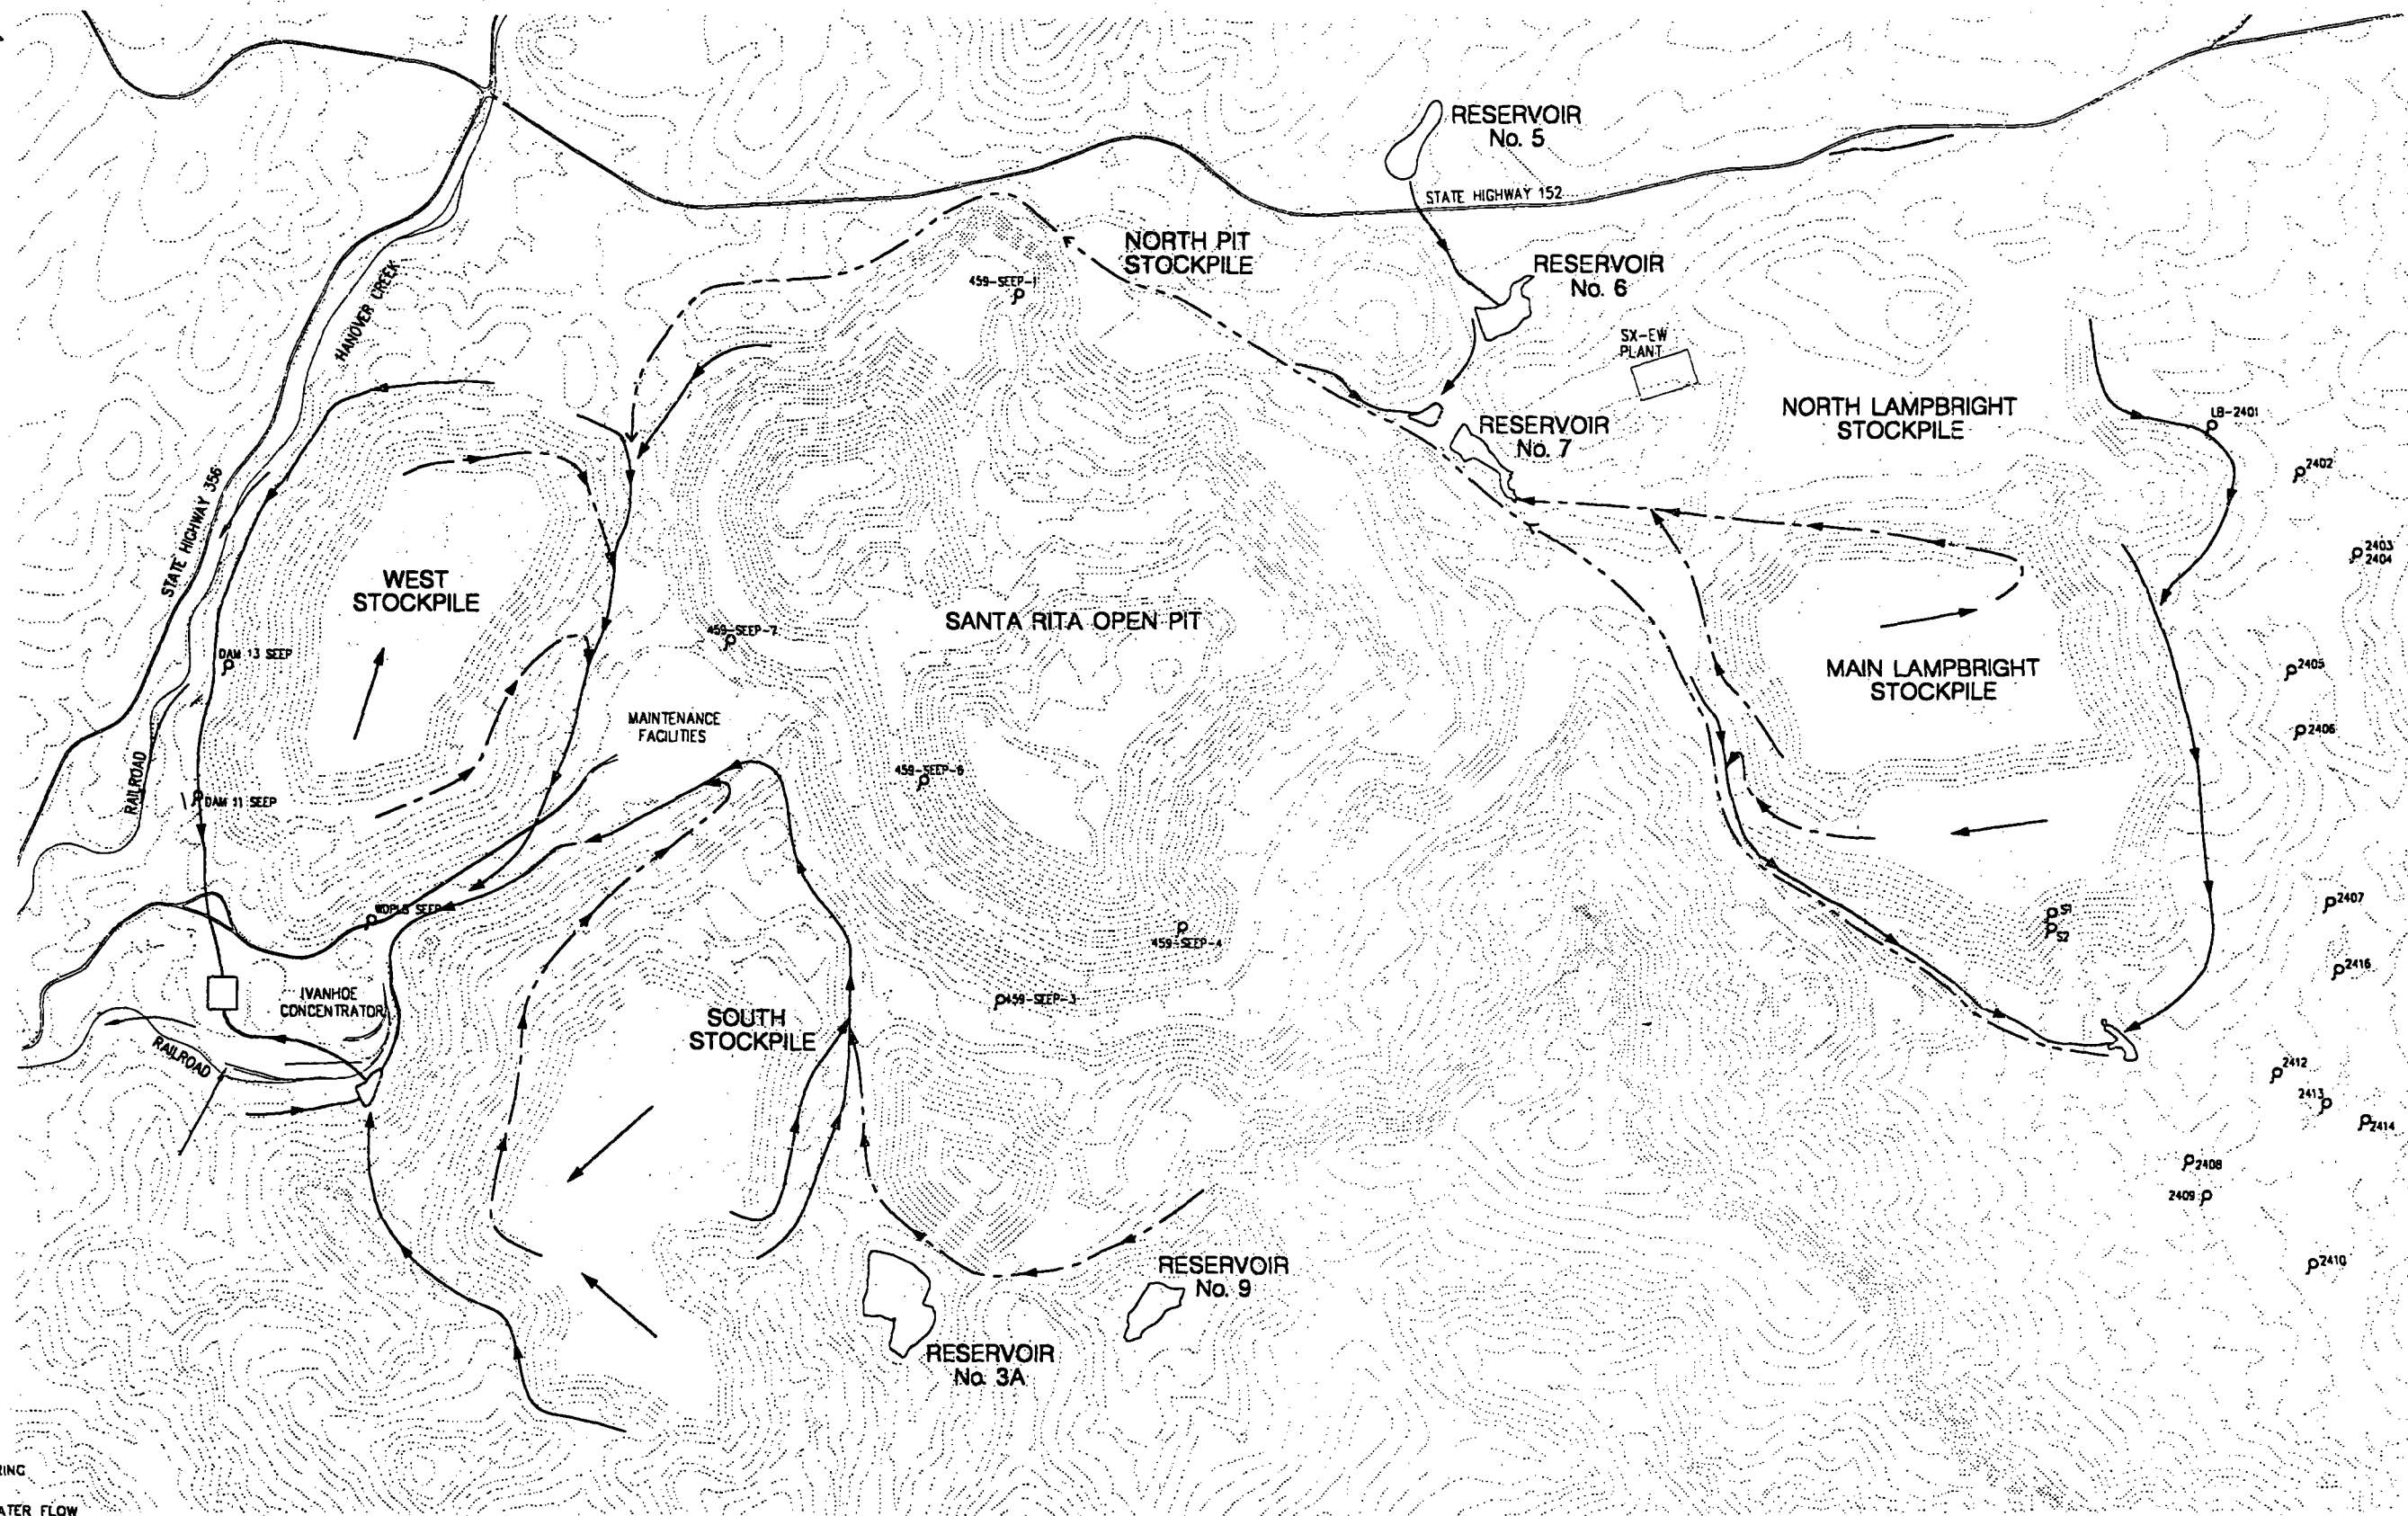 RESERVOIR
No. 5
STATE HIGHWAY 152
NORTH PIT
STOCKPILE
RESERVOIR
No. 6
459-SEEP-1
HANOVER CREEK
SX-EW
PLANT
NORTH LAMPBRIGHT
STOCKPILE
LB-2401
RESERVOIR
No. 7
2402
STATE HIGHWAY 356
2403
2404
WEST
STOCKPILE
SANTA RITA OPEN PIT
459-SEEP-7
DAM 13 SEEP
MAIN LAMPBRIGHT
STOCKPILE
2405
MAINTENANCE
FACILITIES
2406
RAILROAD
459-SEEP-6
DAM 11 SEEP
SEEP
2407
S1
S2
459-SEEP-4
2416
IVANHOE
CONCENTRATOR
459-SEEP-3
SOUTH
STOCKPILE
RAILROAD
2412
2413
2414
2408
2409
RESERVOIR
No. 9
2410
RESERVOIR
No. 3A
RING
ATER FLOW